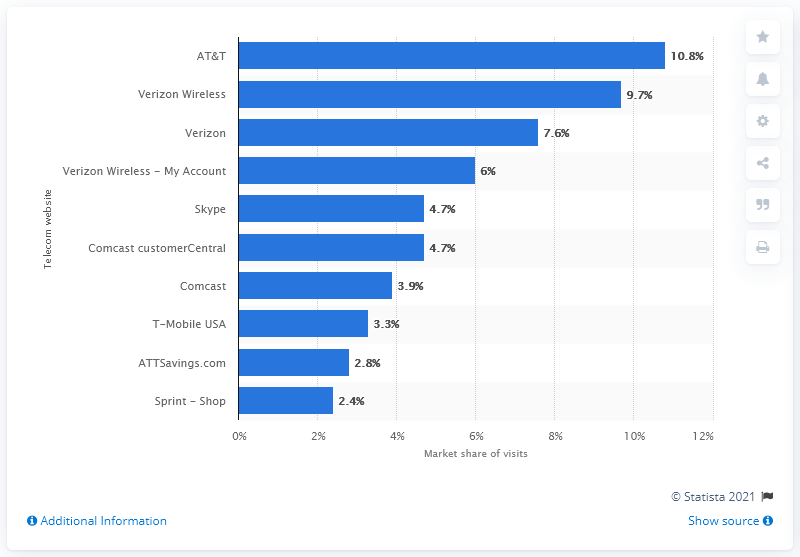 AT&T 10.8%
Verizon Wireless 9.7%
Verizon 7.6%
Verizon Wireless - My Account 6%
Skype 4.7%
Comcast customerCentral 4.7%
Comcast 3.9%
T-Mobile USA 3.3%
ATTSavings.com 2.8%
Sprint - Shop 2.4%
Telecom website
0% 2% 4% 6% 8% 10% 12%
Market share of visits
© Statista 2021
Additional Information Show source